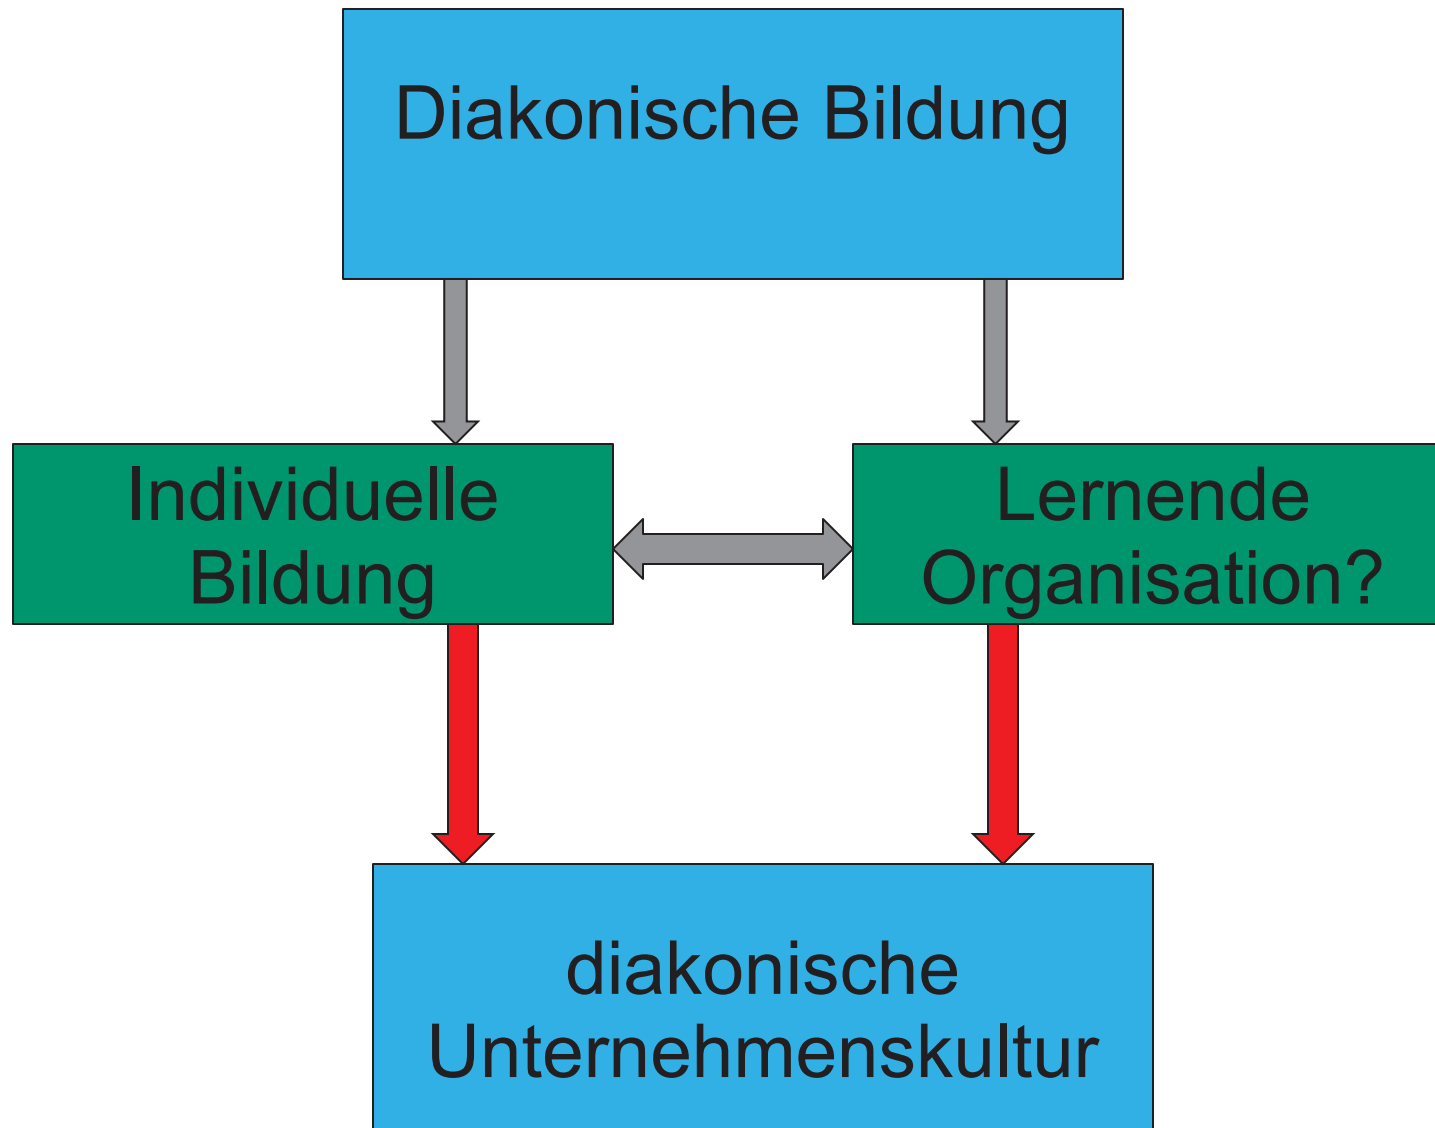 Diakonische Bildung
Individuelle
Bildung
Lernende
Organisation?
diakonische
Unternehmenskultur